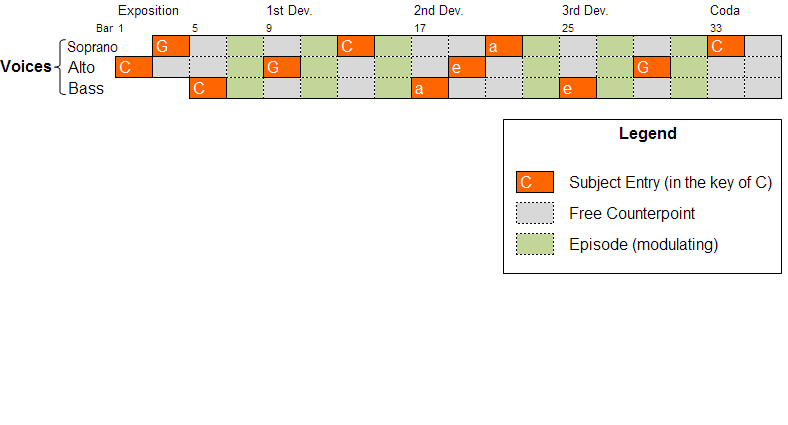 Exposition 1st Dev. 2nd Dev. 3rd Dev. Coda
Bar 1 5 9 17 25 33
Soprano G C a C
Voices Alto C G e G
Bass C a e
Legend
C Subject Entry (in the key of C)
Free Counterpoint
Episode (modulating)